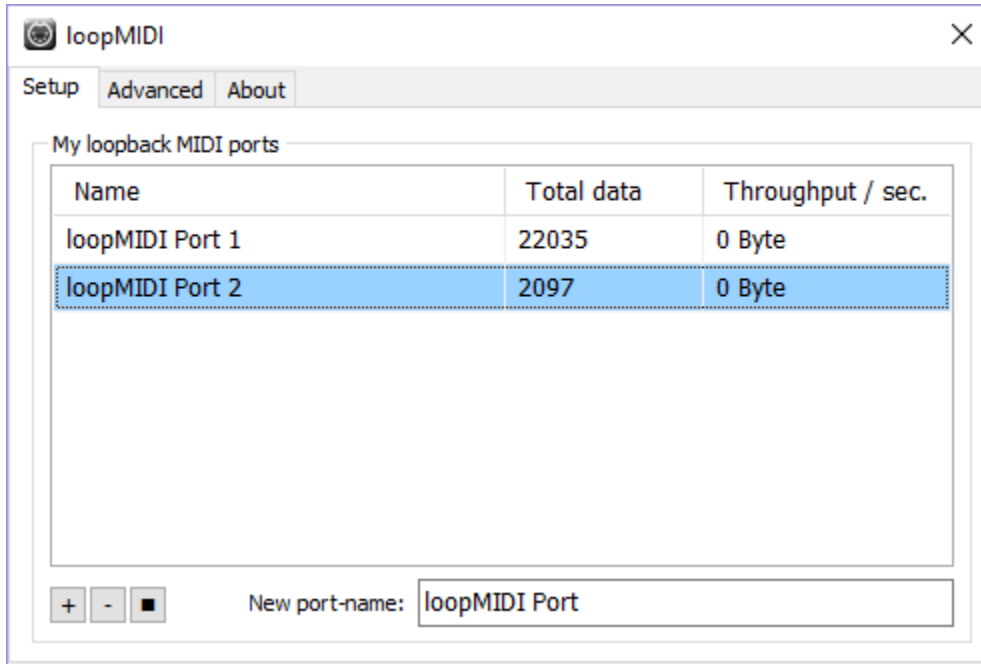 loopMIDI
Setup Advanced About
My loopback MIDI ports
Name Total data Throughput / sec.
loopMIDI Port 1 22035 0 Byte
loopMIDI Port 2 2097 0 Byte
+ - ■ New port-name: loopMIDI Port